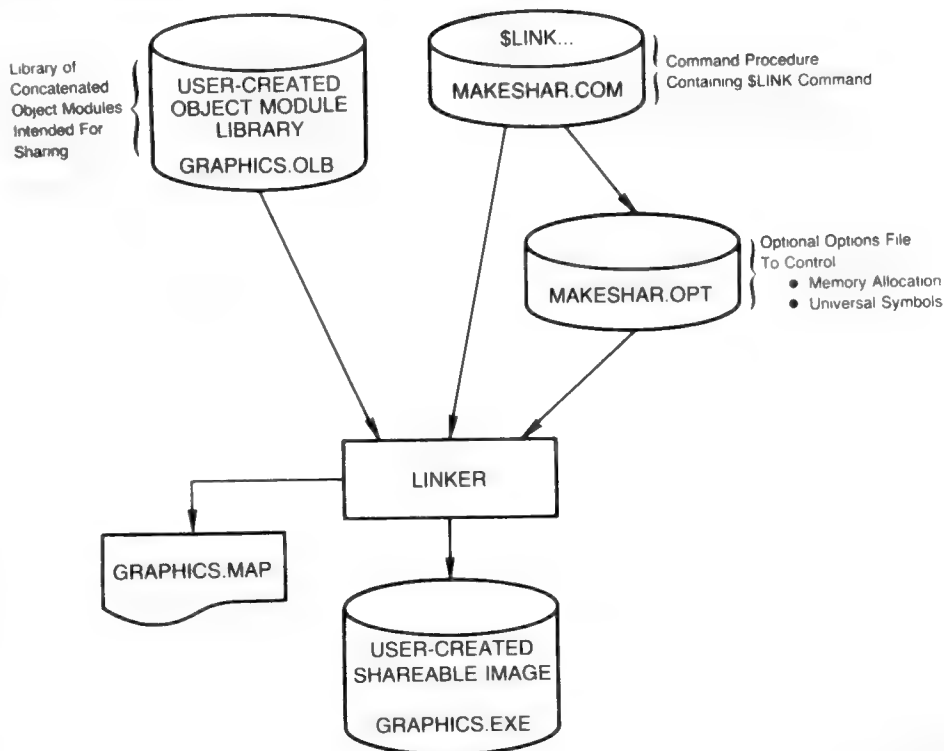 Library of
Concatenated
Object Modules
Intended For
Sharing
USER-CREATED
OBJECT MODULE
LIBRARY
GRAPHICS.OLB
$LINK...
MAKESHAR.COM
Command Procedure
Containing $LINK Command
MAKESHAR.OPT
Optional Options File
To Control
● Memory Allocation
● Universal Symbols
LINKER
GRAPHICS.MAP
USER-CREATED
SHAREABLE IMAGE
GRAPHICS.EXE